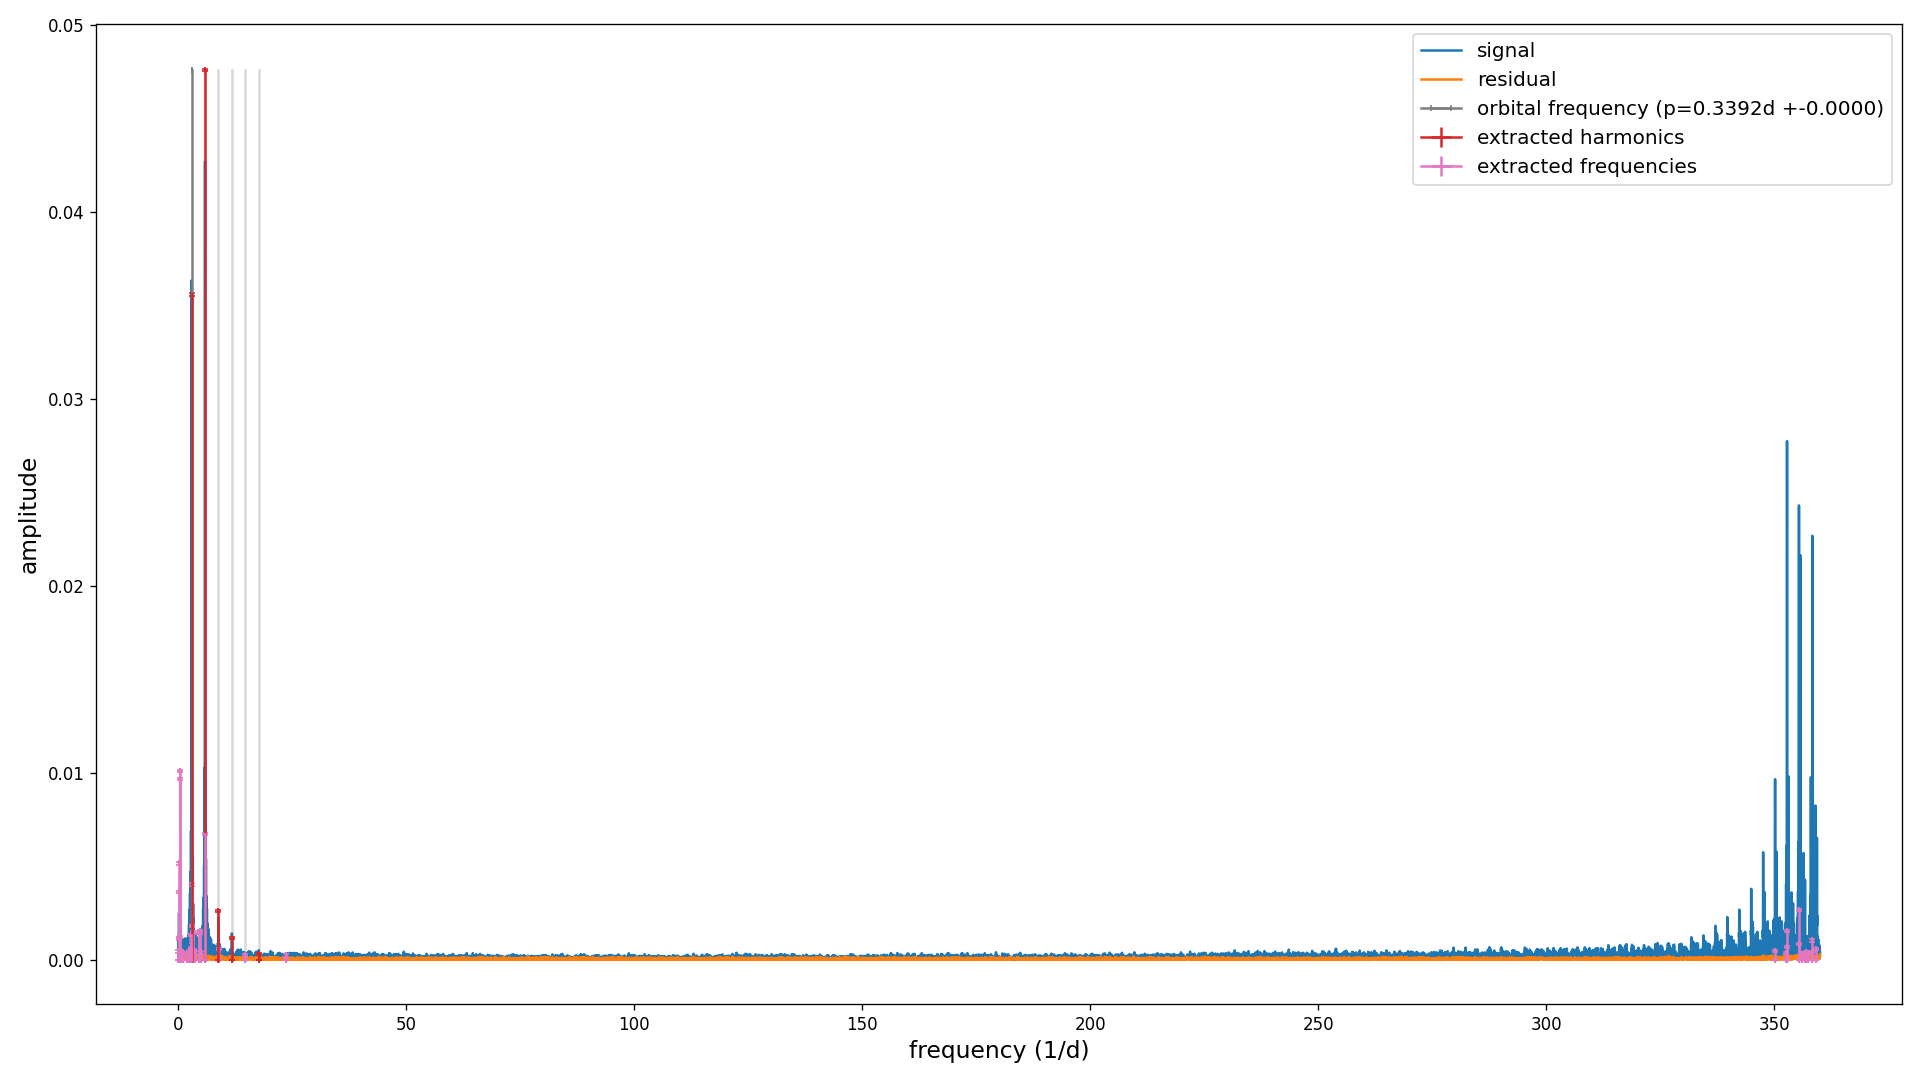 signal
residual
orbital frequency (p=0.3392d +-0.0000)
extracted harmonics
extracted frequencies
amplitude
0.05
0.04
0.03
0.02
0.01
0.00
0 50 100 150 200 250 300 350
frequency (1/d)